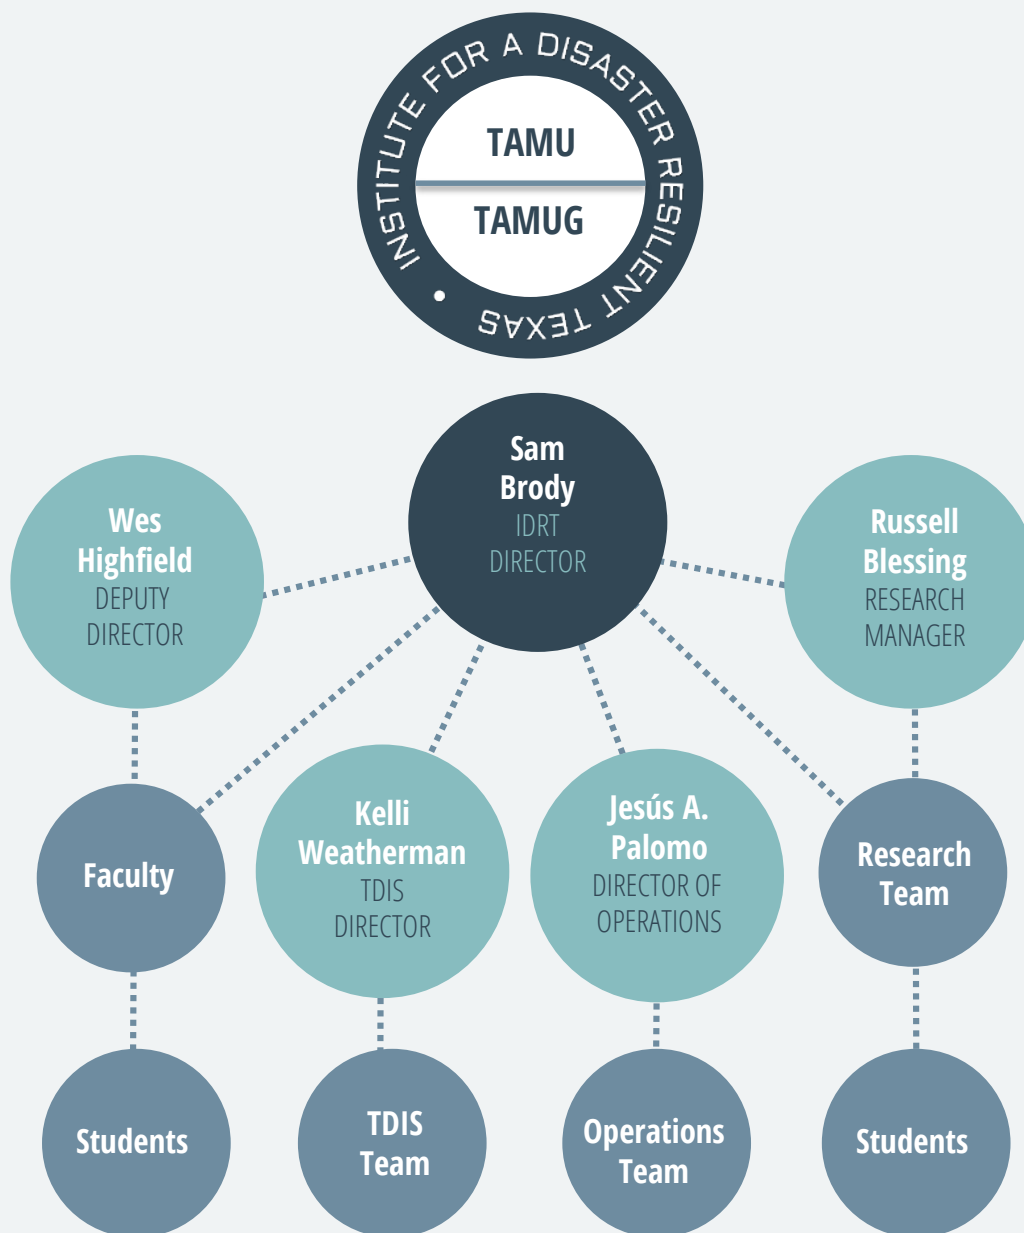 INSTITUTE FOR A DISASTER RESILIENT TEXAS •
TAMU
TAMUG
Sam
Brody
IDRT
DIRECTOR
Wes
Highfield
DEPUTY
DIRECTOR
Russell
Blessing
RESEARCH
MANAGER
Faculty
Kelli
Weatherman
TDIS
DIRECTOR
Jesús A.
Palomo
DIRECTOR OF
OPERATIONS
Research
Team
Students
TDIS
Team
Operations
Team
Students